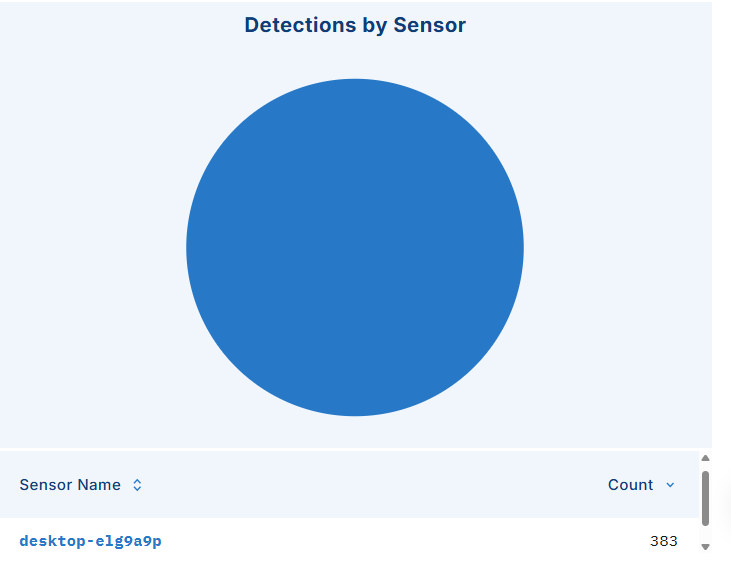 Detections by Sensor
Sensor Name Count
desktop-elg9a9p 383